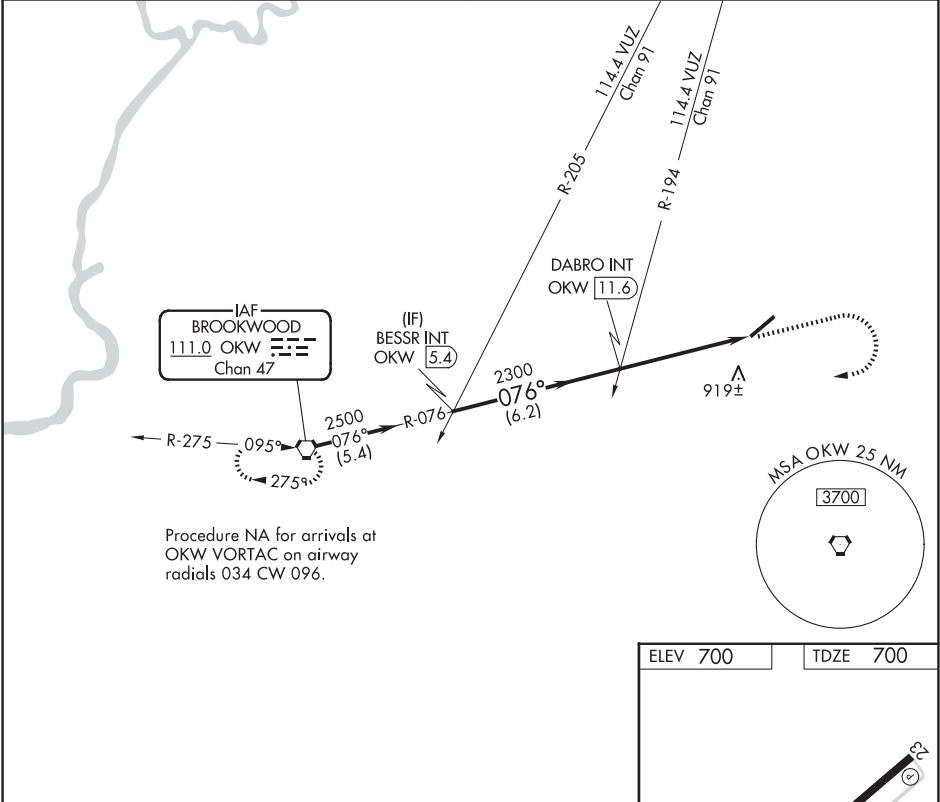 114.4 VUZ
Chan 91
114.4 VUZ
Chan 91
R-205
R-194
DABRO INT
OKW 11.6
IAF
BROOKWOOD
111.0 OKW
Chan 47
(IF)
BESSR INT
OKW 5.4
2300
076°
(6.2)
919±
2500
076°
(5.4)
R-076
R-275
095°
275°
MSA OKW 25 NM
3700
Procedure NA for arrivals at
OKW VORTAC on airway
radials 034 CW 096.
ELEV 700
TDZE 700
23
P